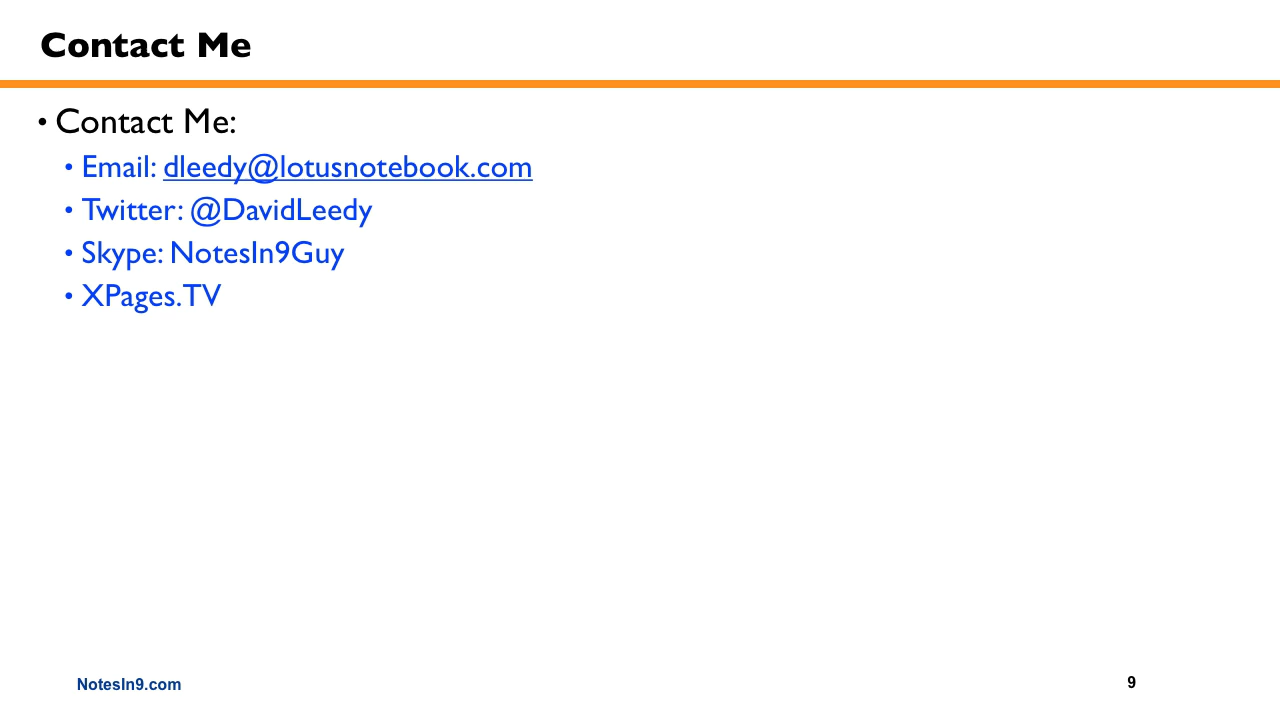 Contact Me
• Contact Me:
• Email: dleedy@lotusnotebook.com
• Twitter: @DavidLeedy
• Skype: NotesIn9Guy
• XPages.TV
NotesIn9.com
9